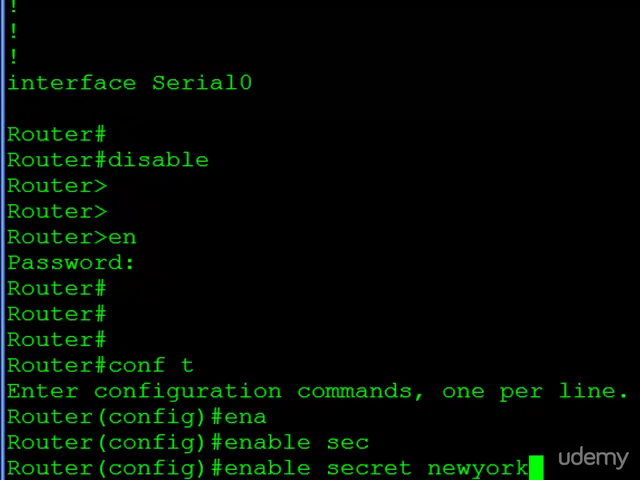 !
!
!
interface Serial0
Router#
Router#disable
Router>
Router>
Router>en
Password:
Router#
Router#
Router#
Router#conf t
Enter configuration commands, one per line.
Router(config)#ena
Router(config)#enable sec
Router(config)#enable secret newyork
udemy